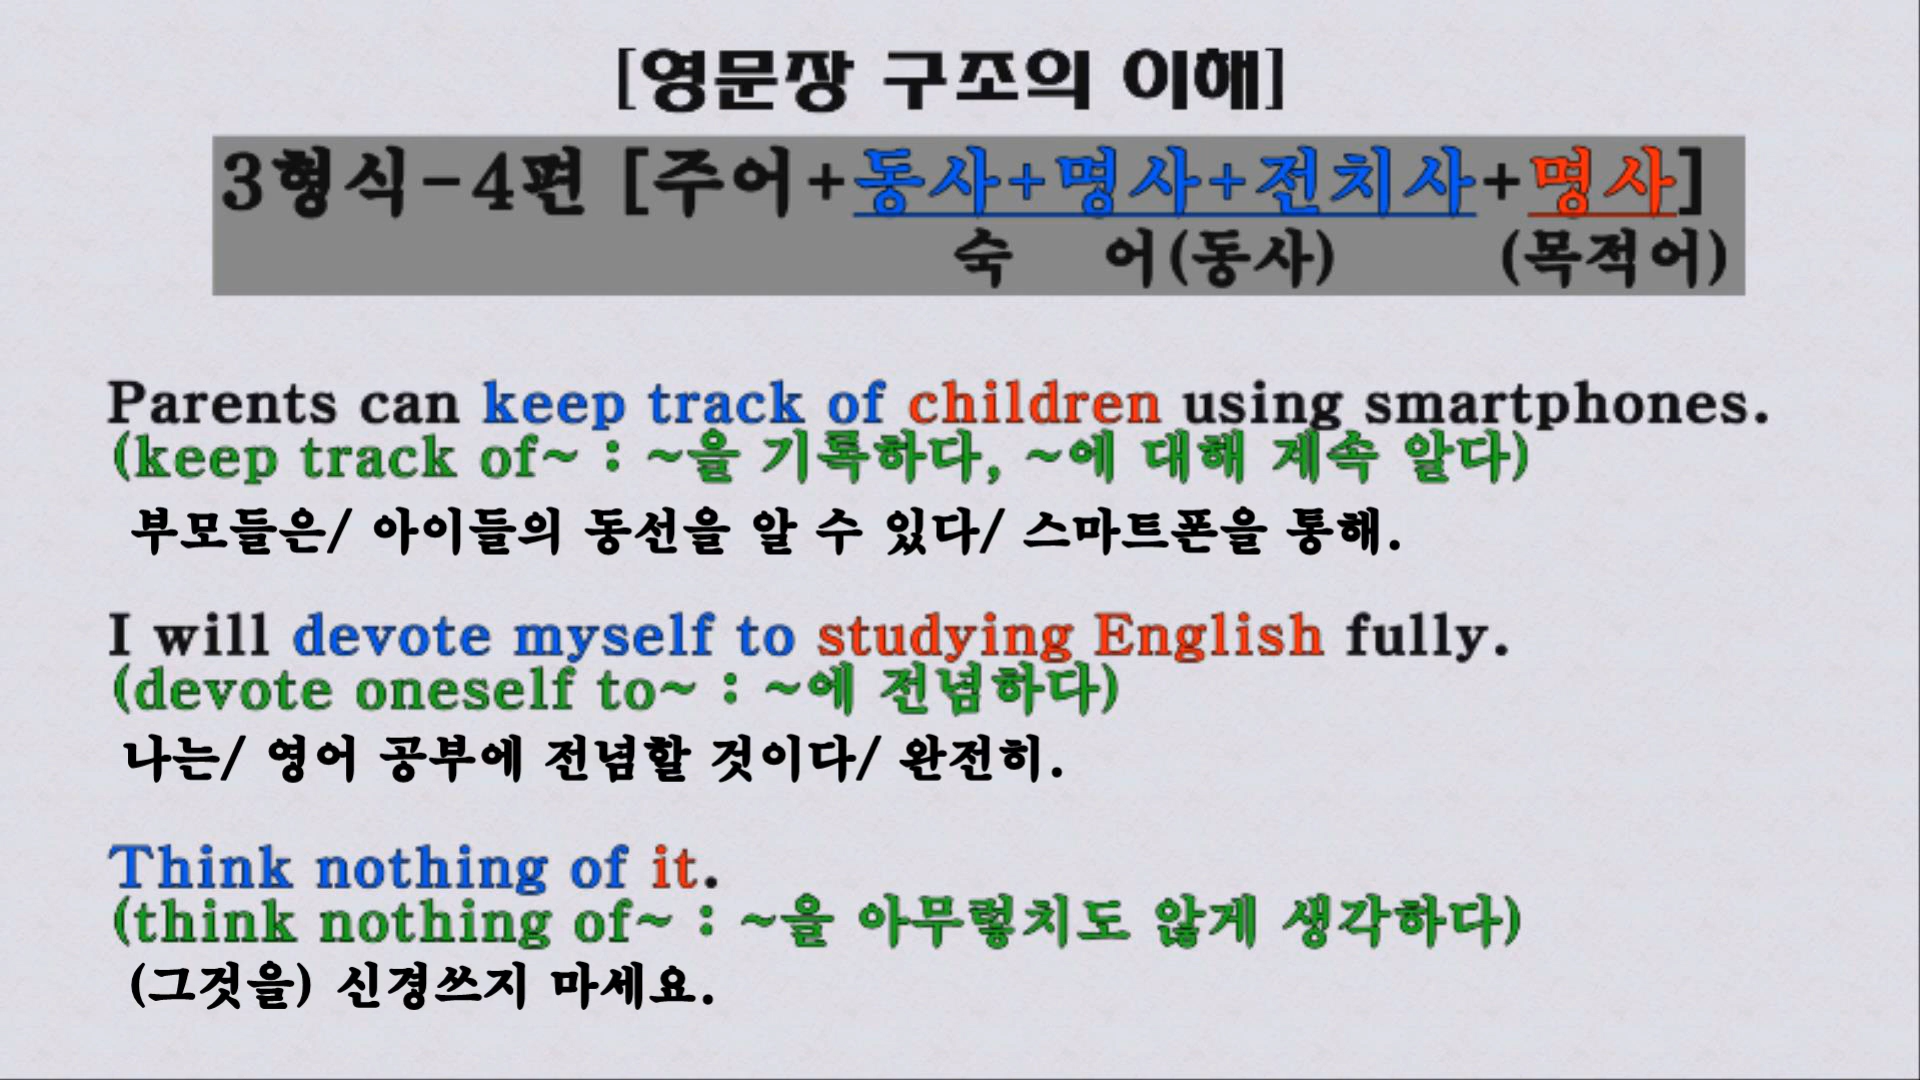 [영문장 구조의 이해]
3형식-4편 [주어+동사+명사+전치사+명사]
숙 어(동사) (목적어)
Parents can keep track of children using smartphones.
(keep track of~ : ~을 기록하다, ~에 대해 계속 알다)
부모들은/ 아이들의 동선을 알 수 있다/ 스마트폰을 통해.
I will devote myself to studying English fully.
(devote oneself to~ : ~에 전념하다)
나는/ 영어 공부에 전념할 것이다/ 완전히.
Think nothing of it.
(think nothing of~ : ~을 아무렇치도 않게 생각하다)
(그것을) 신경쓰지 마세요.